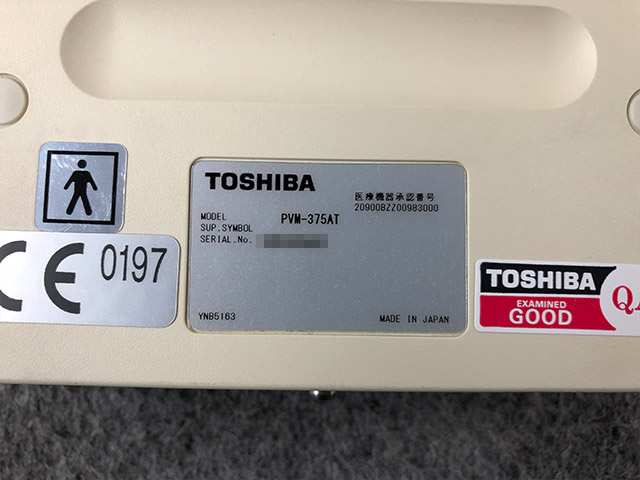 TOSHIBA
医療機器承認番号
20900BZZ00983000
MODEL PVM-375AT
SUP.SYMBOL
SERIAL.No.
YNB5163 MADE IN JAPAN
CE 0197
TOSHIBA
EXAMINED
GOOD
QA